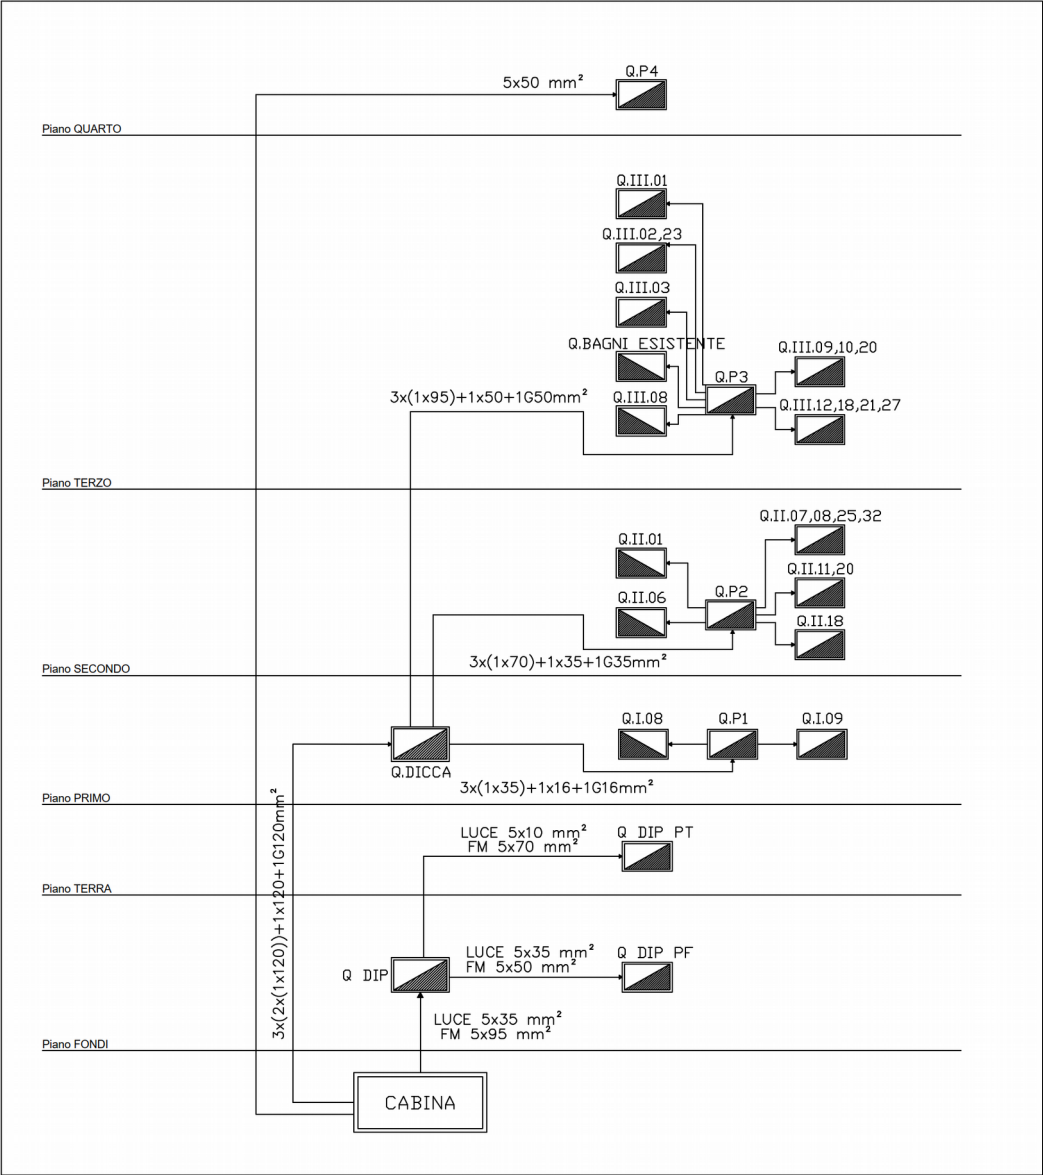 Q.P4
5x50 mm²
Piano QUARTO
Q.III.01
Q.III.02,23
Q.III.03
Q.BAGNI ESISTENTE
Q.III.09,10,20
Q.P3
3x(1x95)+1x50+1G50mm²
Q.III.08
Q.III.12,18,21,27
Piano TERZO
Q.II.07,08,25,32
Q.II.01
Q.II.11,20
Q.P2
Q.II.06
Q.II.18
3x(1x70)+1x35+1G35mm²
Piano SECONDO
Q.I.08
Q.P1
Q.I.09
Q.DICCA
3x(1x35)+1x16+1G16mm²
Piano PRIMO
3x(2x(1x120))+1x120+1G120mm²
LUCE 5x10 mm²
FM 5x70 mm²
Q DIP PT
Piano TERRA
LUCE 5x35 mm²
FM 5x50 mm²
Q DIP PF
Q DIP
LUCE 5x35 mm²
FM 5x95 mm²
Piano FONDI
CABINA